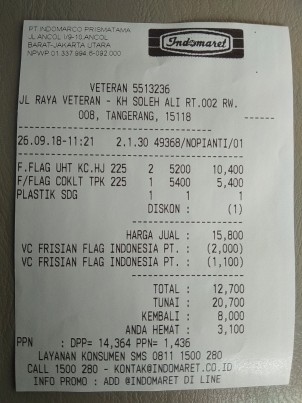 PT. INDOMARCO PRISMATAMA
JL.ANCOL I/9-10,ANCOL
BARAT-JAKARTA UTARA
NPWP:01.337.994.6-092.000
Indomaret
VETERAN 5513236
JL RAYA VETERAN - KH SOLEH ALI RT.002 RW.
008, TANGERANG, 15118
26.09.18-11:21 2.1.30 49368/NOPIANTI/01
F.FLAG UHT KC.HJ 225 2 5200 10,400
F/FLAG COKLT TPK 225 1 5400 5,400
PLASTIK SDG 1 1 1
DISKON : (1)
HARGA JUAL : 15,800
VC FRISIAN FLAG INDONESIA PT. : (2,000)
VC FRISIAN FLAG INDONESIA PT. : (1,100)
TOTAL : 12,700
TUNAI : 20,700
KEMBALI : 8,000
ANDA HEMAT : 3,100
PPN : DPP= 14,364 PPN= 1,436
LAYANAN KONSUMEN SMS 0811 1500 280
CALL 1500 280 - KONTAK@INDOMARET.CO.ID
INFO PROMO : ADD @INDOMARET DI LINE